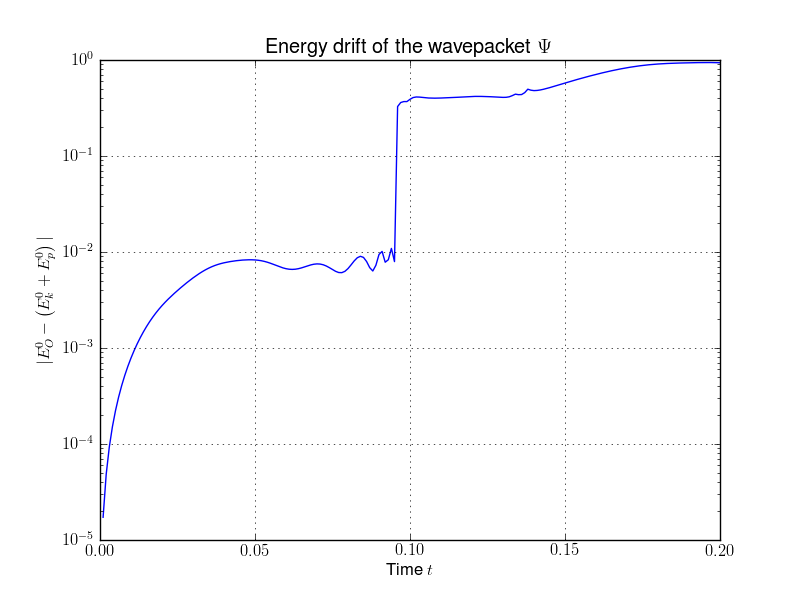 Energy drift of the wavepacket Ψ
|E_O^0 − (E_k^0 + E_p^0)|
10^0
10^-1
10^-2
10^-3
10^-4
10^-5
0.00 0.05 0.10 0.15 0.20
Time t